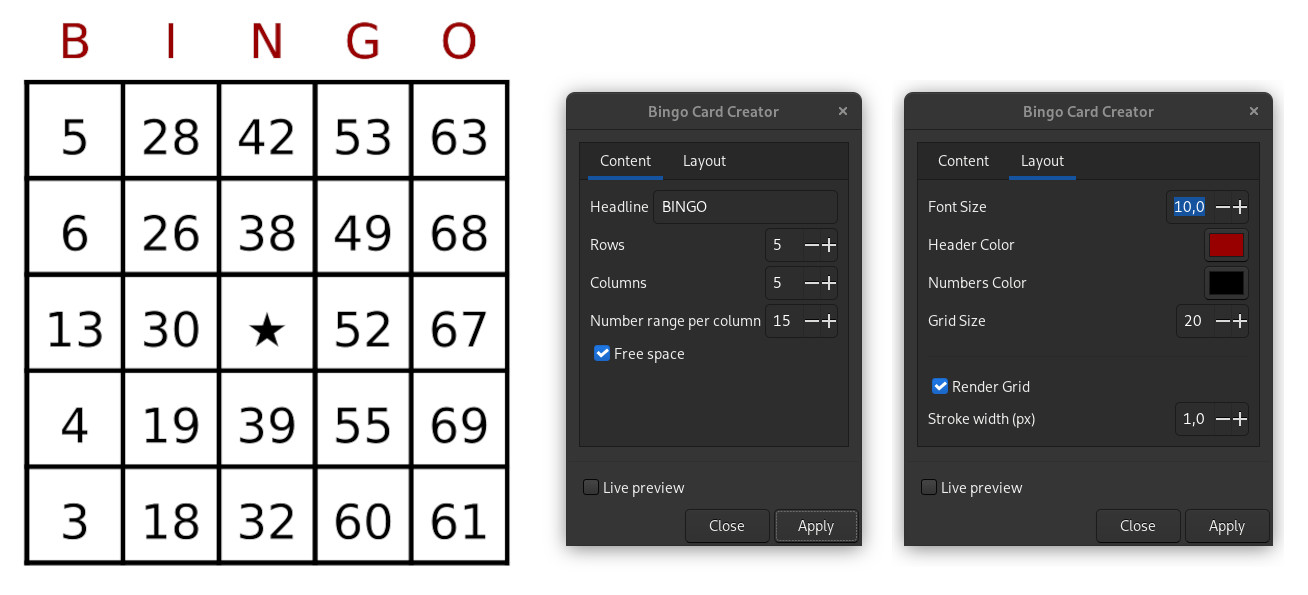 B I N G O
5 28 42 53 63
6 26 38 49 68
13 30 ★ 52 67
4 19 39 55 69
3 18 32 60 61
Bingo Card Creator ×
Content Layout
Headline BINGO
Rows 5
Columns 5
Number range per column 15
Free space
Live preview
Close Apply
Bingo Card Creator ×
Content Layout
Font Size 10,0
Header Color
Numbers Color
Grid Size 20
Render Grid
Stroke width (px) 1,0
Live preview
Close Apply